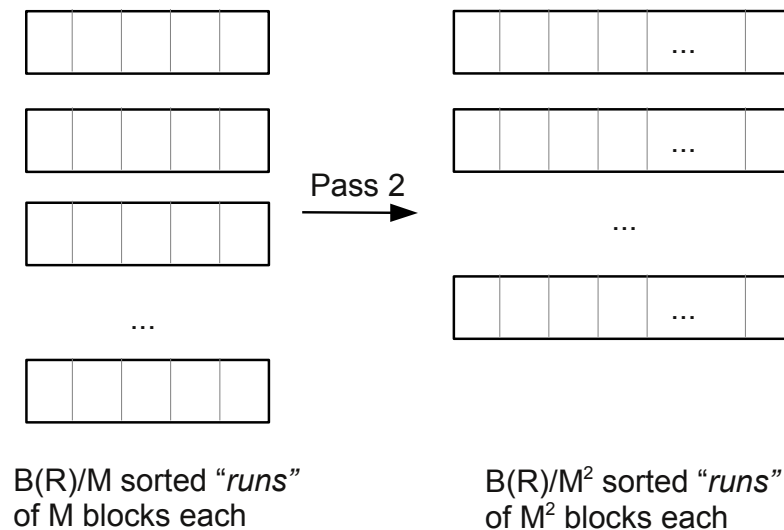 ...
...
Pass 2
...
...
...
B(R)/M sorted “runs”
of M blocks each
B(R)/M² sorted “runs”
of M² blocks each